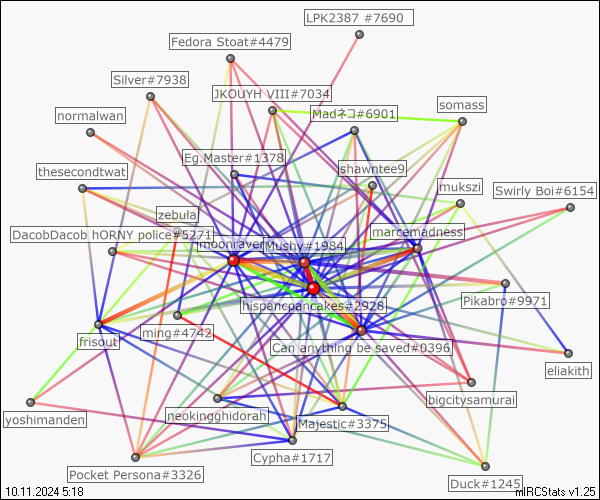 LPK2387 #7690
Fedora Stoat#4479
Silver#7938
JKOUYH VIII#7034
somass
Madネコ#6901
normalwan
Eg.Master#1378
shawntee9
thesecondtwat
mukszi
Swirly Boi#6154
zebula
DacobDacob hORNY police#5271
marcemadness
jmoonraven
Mushy#1984
Pikabro#9971
hispancpancakes#2928
ming#4742
frisout
Can anything be saved#0396
eliakith
bigcitysamurai
yoshimanden
neokingghidorah
Majestic#3375
Cypha#1717
Pocket Persona#3326
Duck#1245
10.11.2024 5:18
mIRCStats v1.25